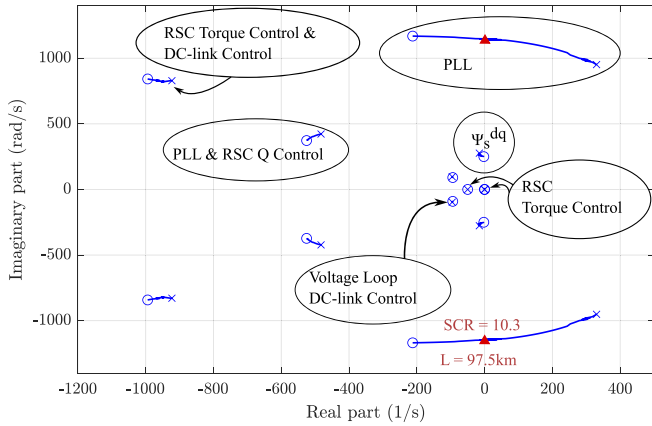 RSC Torque Control &
DC-link Control
PLL
Ψs^dq
PLL & RSC Q Control
RSC
Torque Control
Voltage Loop
DC-link Control
SCR = 10.3
L = 97.5km
1000
500
0
-500
-1000
-1200
-1000
-800
-600
-400
-200
0
200
400
Imaginary part (rad/s)
Real part (1/s)